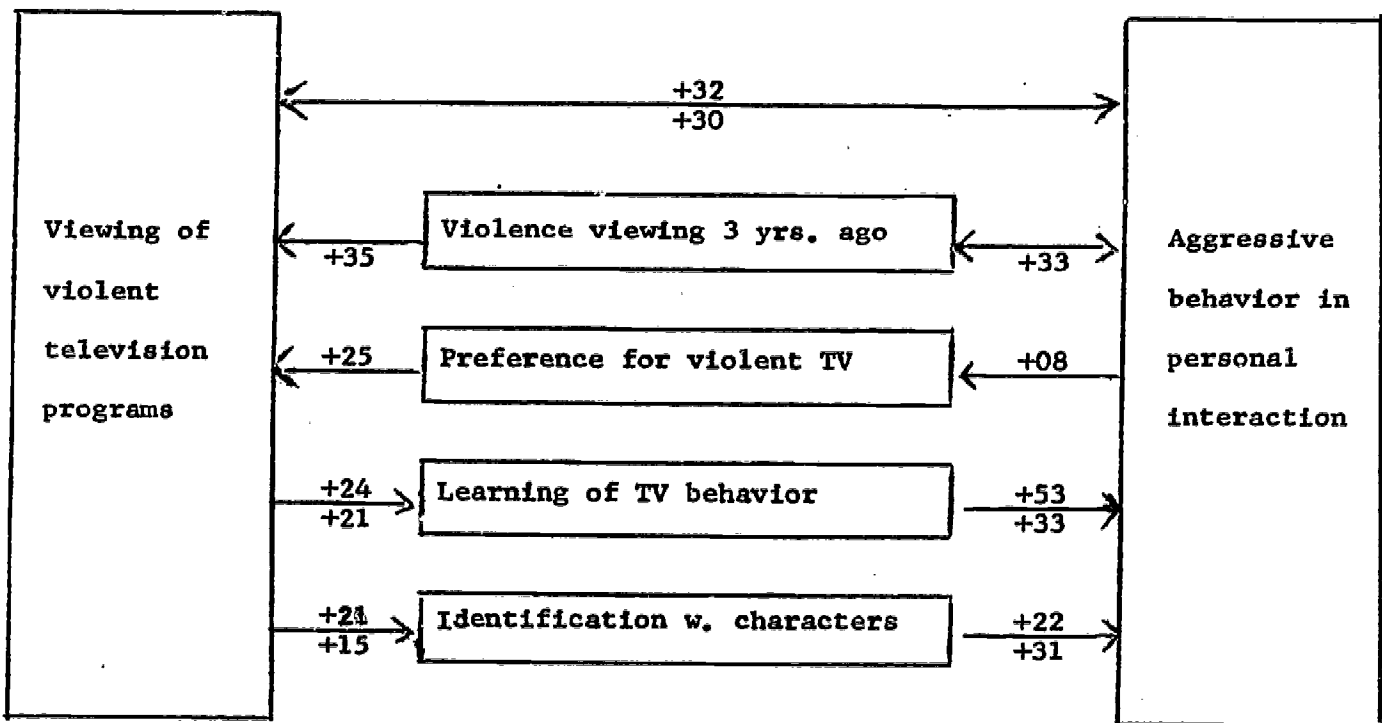 +32
+30
Viewing of
violent
television
programs
Violence viewing 3 yrs. ago
+35
+33
Aggressive
behavior in
personal
interaction
+25
Preference for violent TV
+08
+24
+21
Learning of TV behavior
+53
+33
+21
+15
Identification w. characters
+22
+31